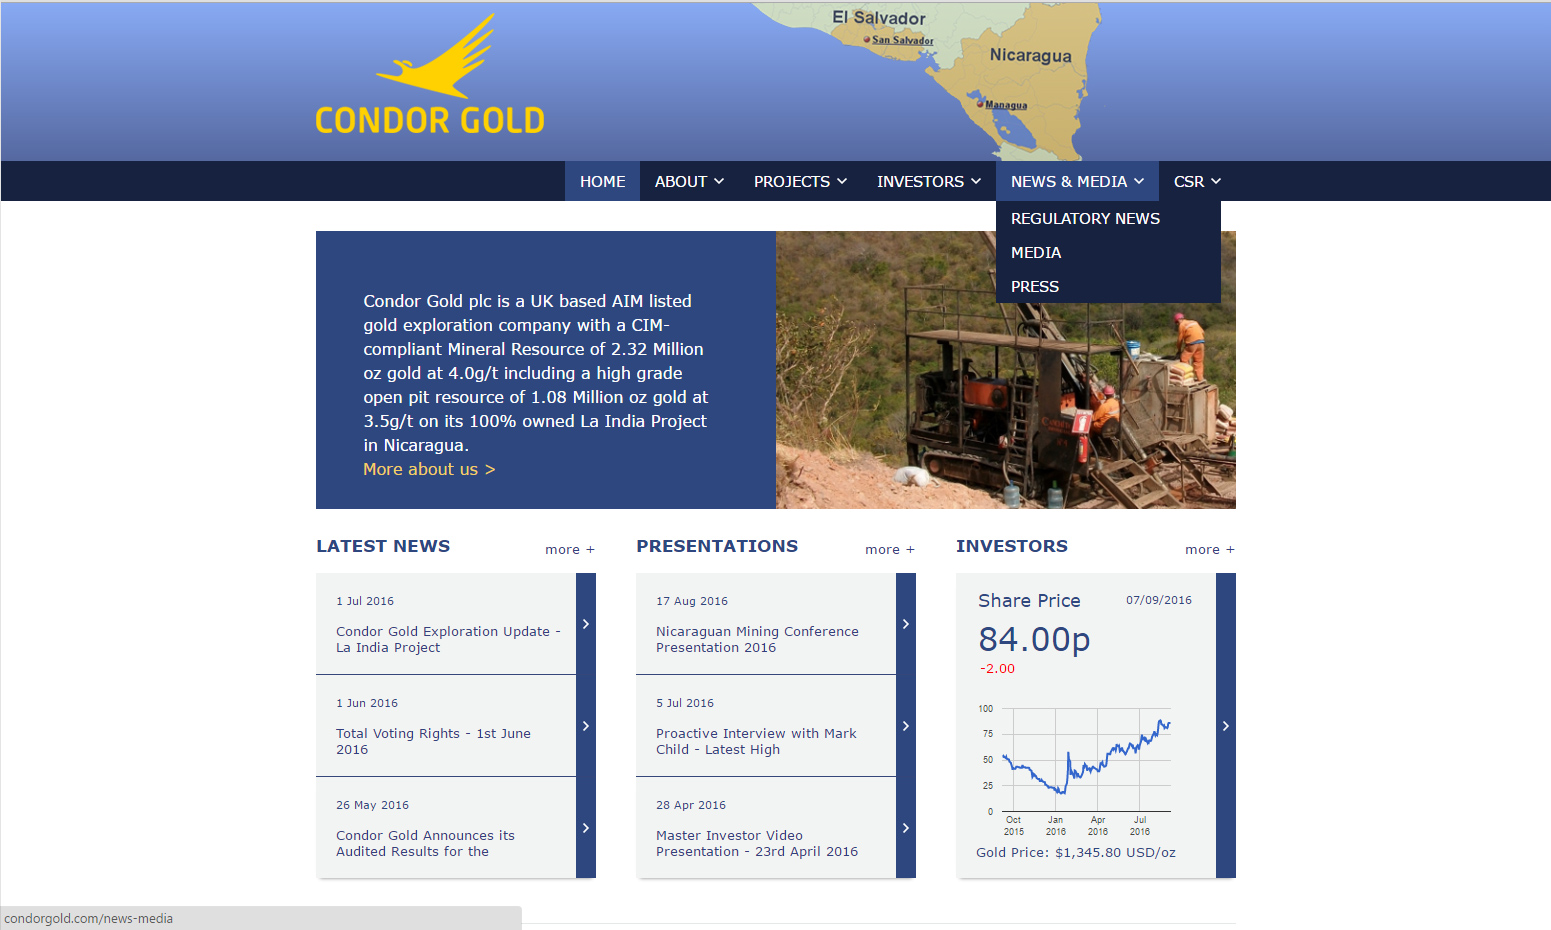 El Salvador
San Salvador
Nicaragua
Managua
CONDOR GOLD
HOME ABOUT PROJECTS INVESTORS NEWS & MEDIA CSR
REGULATORY NEWS
MEDIA
PRESS
Condor Gold plc is a UK based AIM listed
gold exploration company with a CIM-
compliant Mineral Resource of 2.32 Million
oz gold at 4.0g/t including a high grade
open pit resource of 1.08 Million oz gold at
3.5g/t on its 100% owned La India Project
in Nicaragua.
More about us >
LATEST NEWS more +
1 Jul 2016
Condor Gold Exploration Update -
La India Project
1 Jun 2016
Total Voting Rights - 1st June
2016
26 May 2016
Condor Gold Announces its
Audited Results for the
PRESENTATIONS more +
17 Aug 2016
Nicaraguan Mining Conference
Presentation 2016
5 Jul 2016
Proactive Interview with Mark
Child - Latest High
28 Apr 2016
Master Investor Video
Presentation - 23rd April 2016
INVESTORS more +
Share Price 07/09/2016
84.00p
-2.00
100
75
50
25
0
Oct Jan Apr Jul
2015 2016 2016 2016
Gold Price: $1,345.80 USD/oz
condorgold.com/news-media